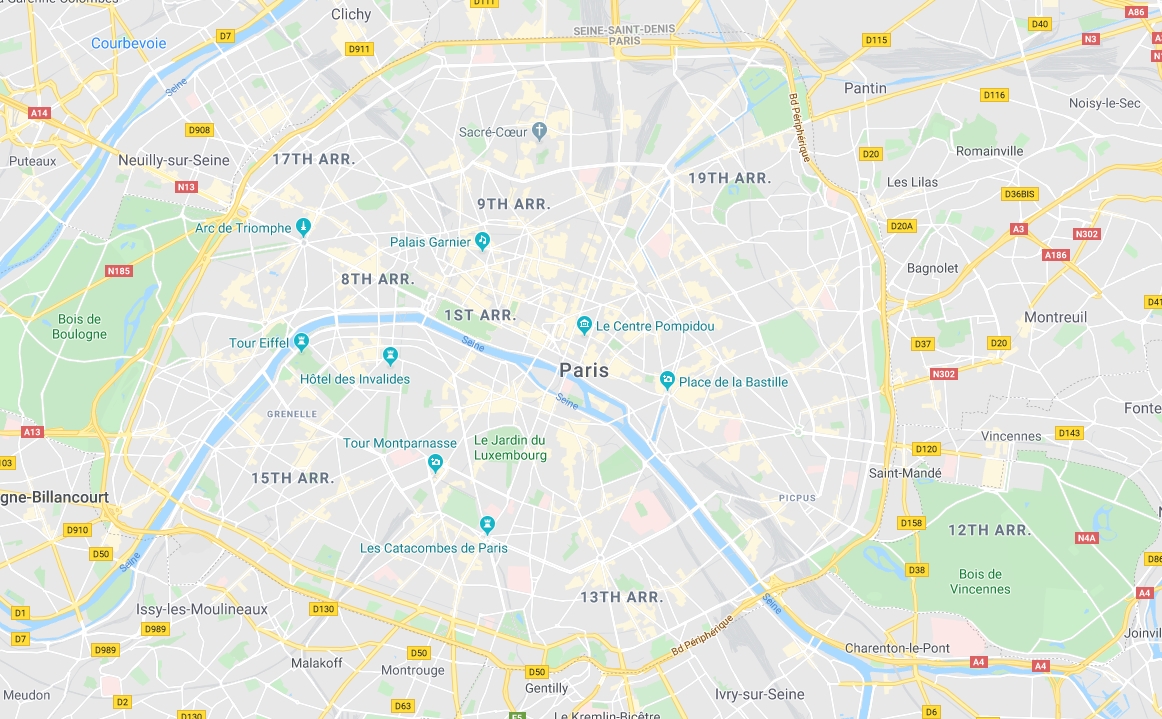 D111
Clichy
A86
D40
SEINE-SAINT-DENIS
PARIS
D7
Courbevoie
D911
D115
N3
Seine
Pantin
D116
Noisy-le-Sec
A14
Bd Périphérique
D908
Sacré-Cœur
Puteaux
Neuilly-sur-Seine
17TH ARR.
D20
Romainville
N13
19TH ARR.
Les Lilas
D36BIS
9TH ARR.
Arc de Triomphe
D20A
A3
N302
Palais Garnier
A186
N185
Bagnolet
8TH ARR.
1ST ARR.
Bois de
Boulogne
Le Centre Pompidou
Montreuil
Tour Eiffel
Seine
D37
D20
Paris
Hôtel des Invalides
Place de la Bastille
N302
Seine
GRENELLE
A13
Tour Montparnasse
Le Jardin du
Luxembourg
Vincennes
D143
D120
Saint-Mandé
15TH ARR.
PICPUS
D910
D158
12TH ARR.
N4A
Les Catacombes de Paris
D50
Seine
D38
Bois de
Vincennes
13TH ARR.
A4
D1
Issy-les-Moulineaux
D130
Seine
D7
D989
Bd Périphérique
D989
D50
Charenton-le-Pont
Malakoff
Montrouge
D50
A4
A4
Gentilly
Meudon
D2
D63
Ivry-sur-Seine
D130
D6
Le Kremlin-Bicêtre